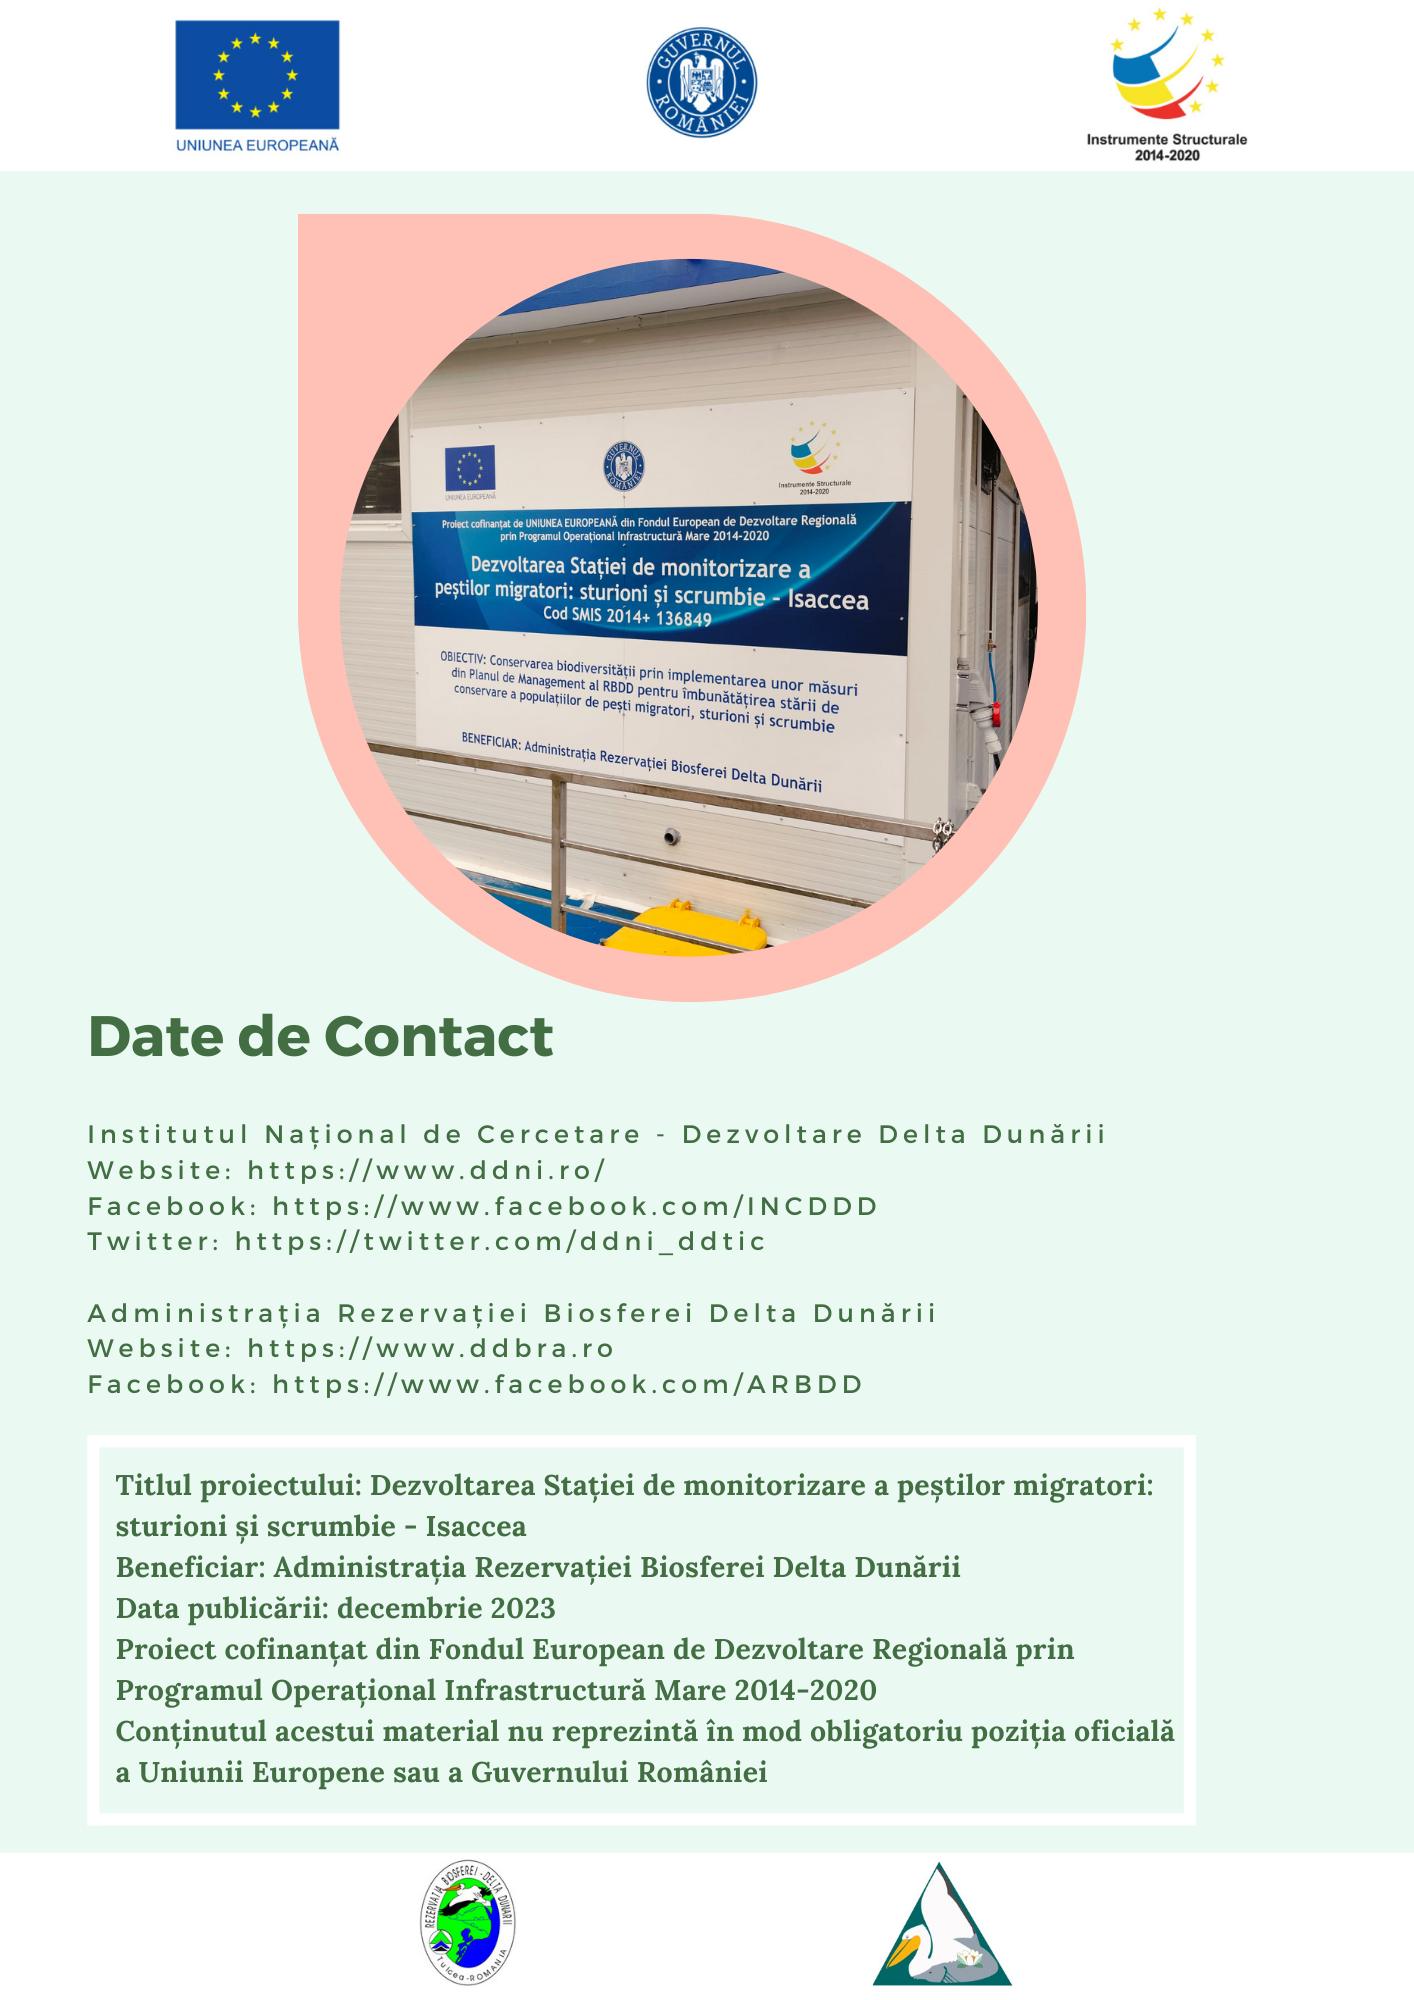 UNIUNEA EUROPEANĂ
GUVERNUL ROMÂNIEI
Instrumente Structurale
2014-2020
UNIUNEA EUROPEANĂ
GUVERNUL ROMÂNIEI
Instrumente Structurale
2014-2020
Proiect cofinanțat de UNIUNEA EUROPEANĂ din Fondul European de Dezvoltare Regională
prin Programul Operațional Infrastructură Mare 2014-2020
Dezvoltarea Stației de monitorizare a
peștilor migratori: sturioni și scrumbie - Isaccea
Cod SMIS 2014+ 136849
OBIECTIV: Conservarea biodiversității prin implementarea unor măsuri
din Planul de Management al RBDD pentru îmbunătățirea stării de
conservare a populațiilor de pești migratori, sturioni și scrumbie
BENEFICIAR: Administrația Rezervației Biosferei Delta Dunării
Date de Contact
Institutul Național de Cercetare - Dezvoltare Delta Dunării
Website: https://www.ddni.ro/
Facebook: https://www.facebook.com/INCDDD
Twitter: https://twitter.com/ddni_ddtic
Administrația Rezervației Biosferei Delta Dunării
Website: https://www.ddbra.ro
Facebook: https://www.facebook.com/ARBDD
Titlul proiectului: Dezvoltarea Stației de monitorizare a peștilor migratori:
sturioni și scrumbie - Isaccea
Beneficiar: Administrația Rezervației Biosferei Delta Dunării
Data publicării: decembrie 2023
Proiect cofinanțat din Fondul European de Dezvoltare Regională prin
Programul Operațional Infrastructură Mare 2014-2020
Conținutul acestui material nu reprezintă în mod obligatoriu poziția oficială
a Uniunii Europene sau a Guvernului României
REZERVAȚIA BIOSFEREI - DELTA DUNĂRII
Tulcea - ROMANIA